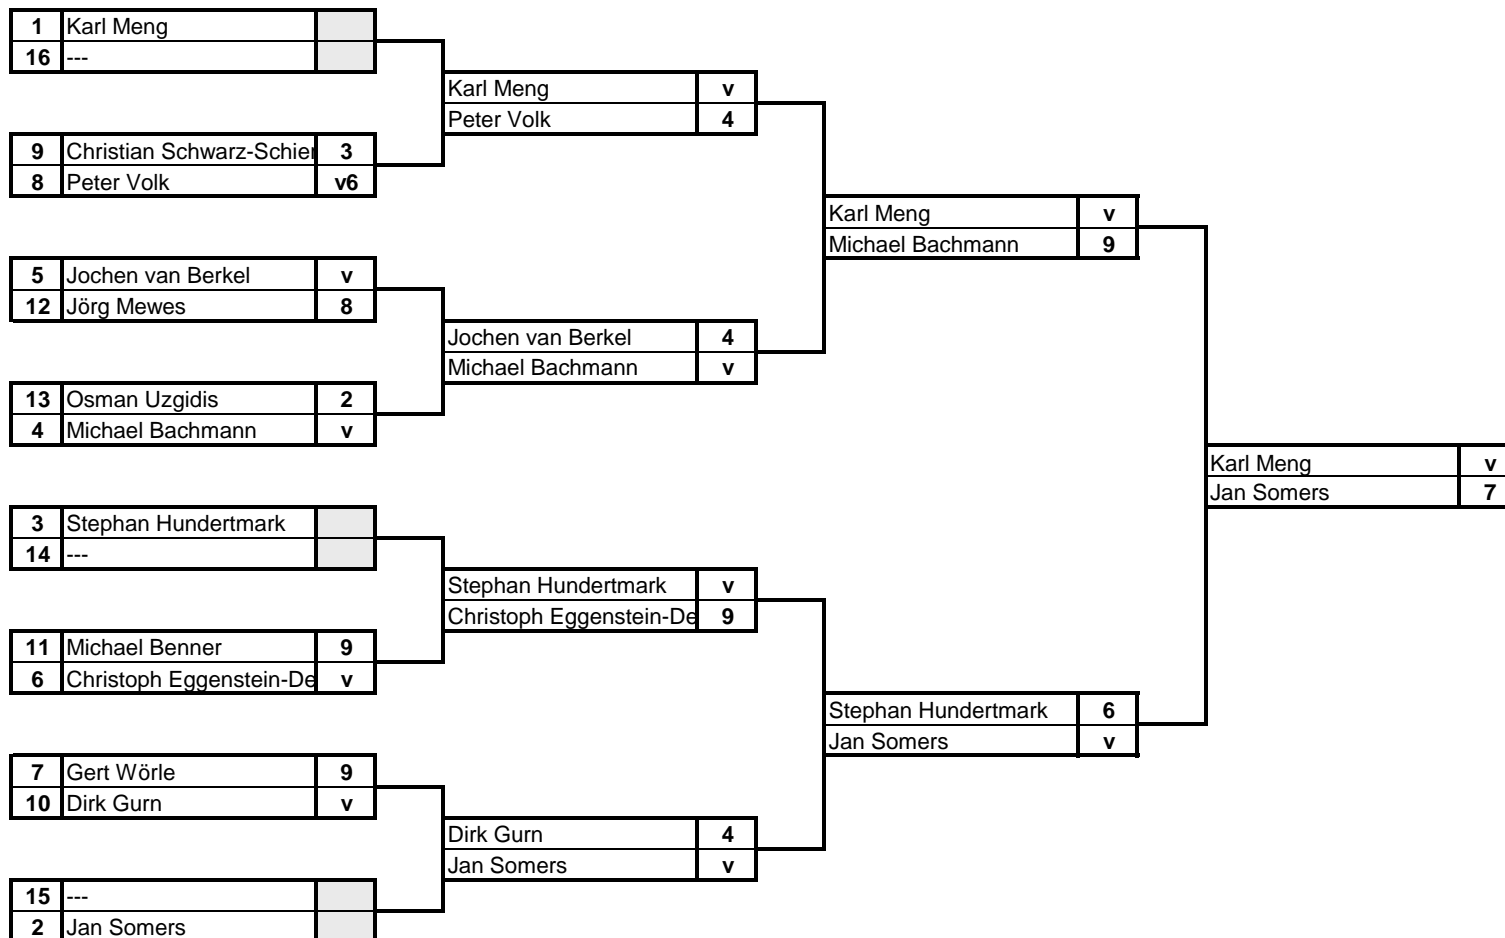 1 Karl Meng
16 ---
9 Christian Schwarz-Schier 3
8 Peter Volk v6
5 Jochen van Berkel v
12 Jörg Mewes 8
13 Osman Uzgidis 2
4 Michael Bachmann v
3 Stephan Hundertmark
14 ---
11 Michael Benner 9
6 Christoph Eggenstein-De v
7 Gert Wörle 9
10 Dirk Gurn v
15 ---
2 Jan Somers
Karl Meng v
Peter Volk 4
Jochen van Berkel 4
Michael Bachmann v
Stephan Hundertmark v
Christoph Eggenstein-De 9
Dirk Gurn 4
Jan Somers v
Karl Meng v
Michael Bachmann 9
Stephan Hundertmark 6
Jan Somers v
Karl Meng v
Jan Somers 7